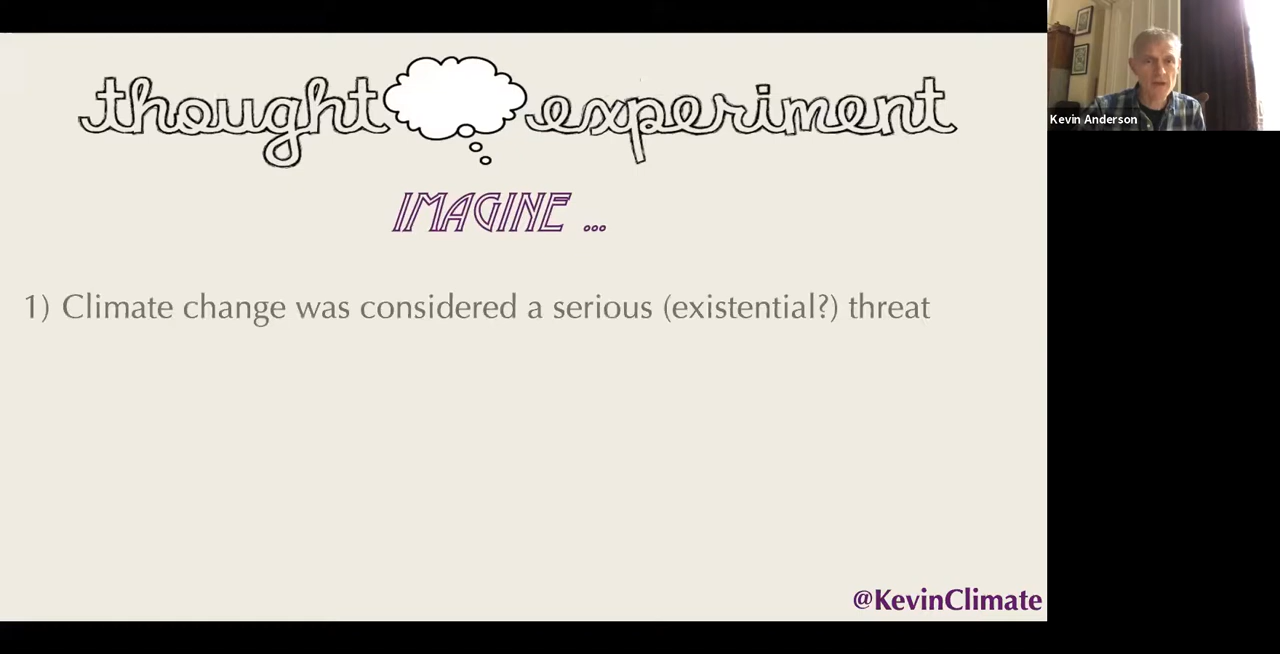 thought experiment
IMAGINE ...
1) Climate change was considered a serious (existential?) threat
@KevinClimate
Kevin Anderson